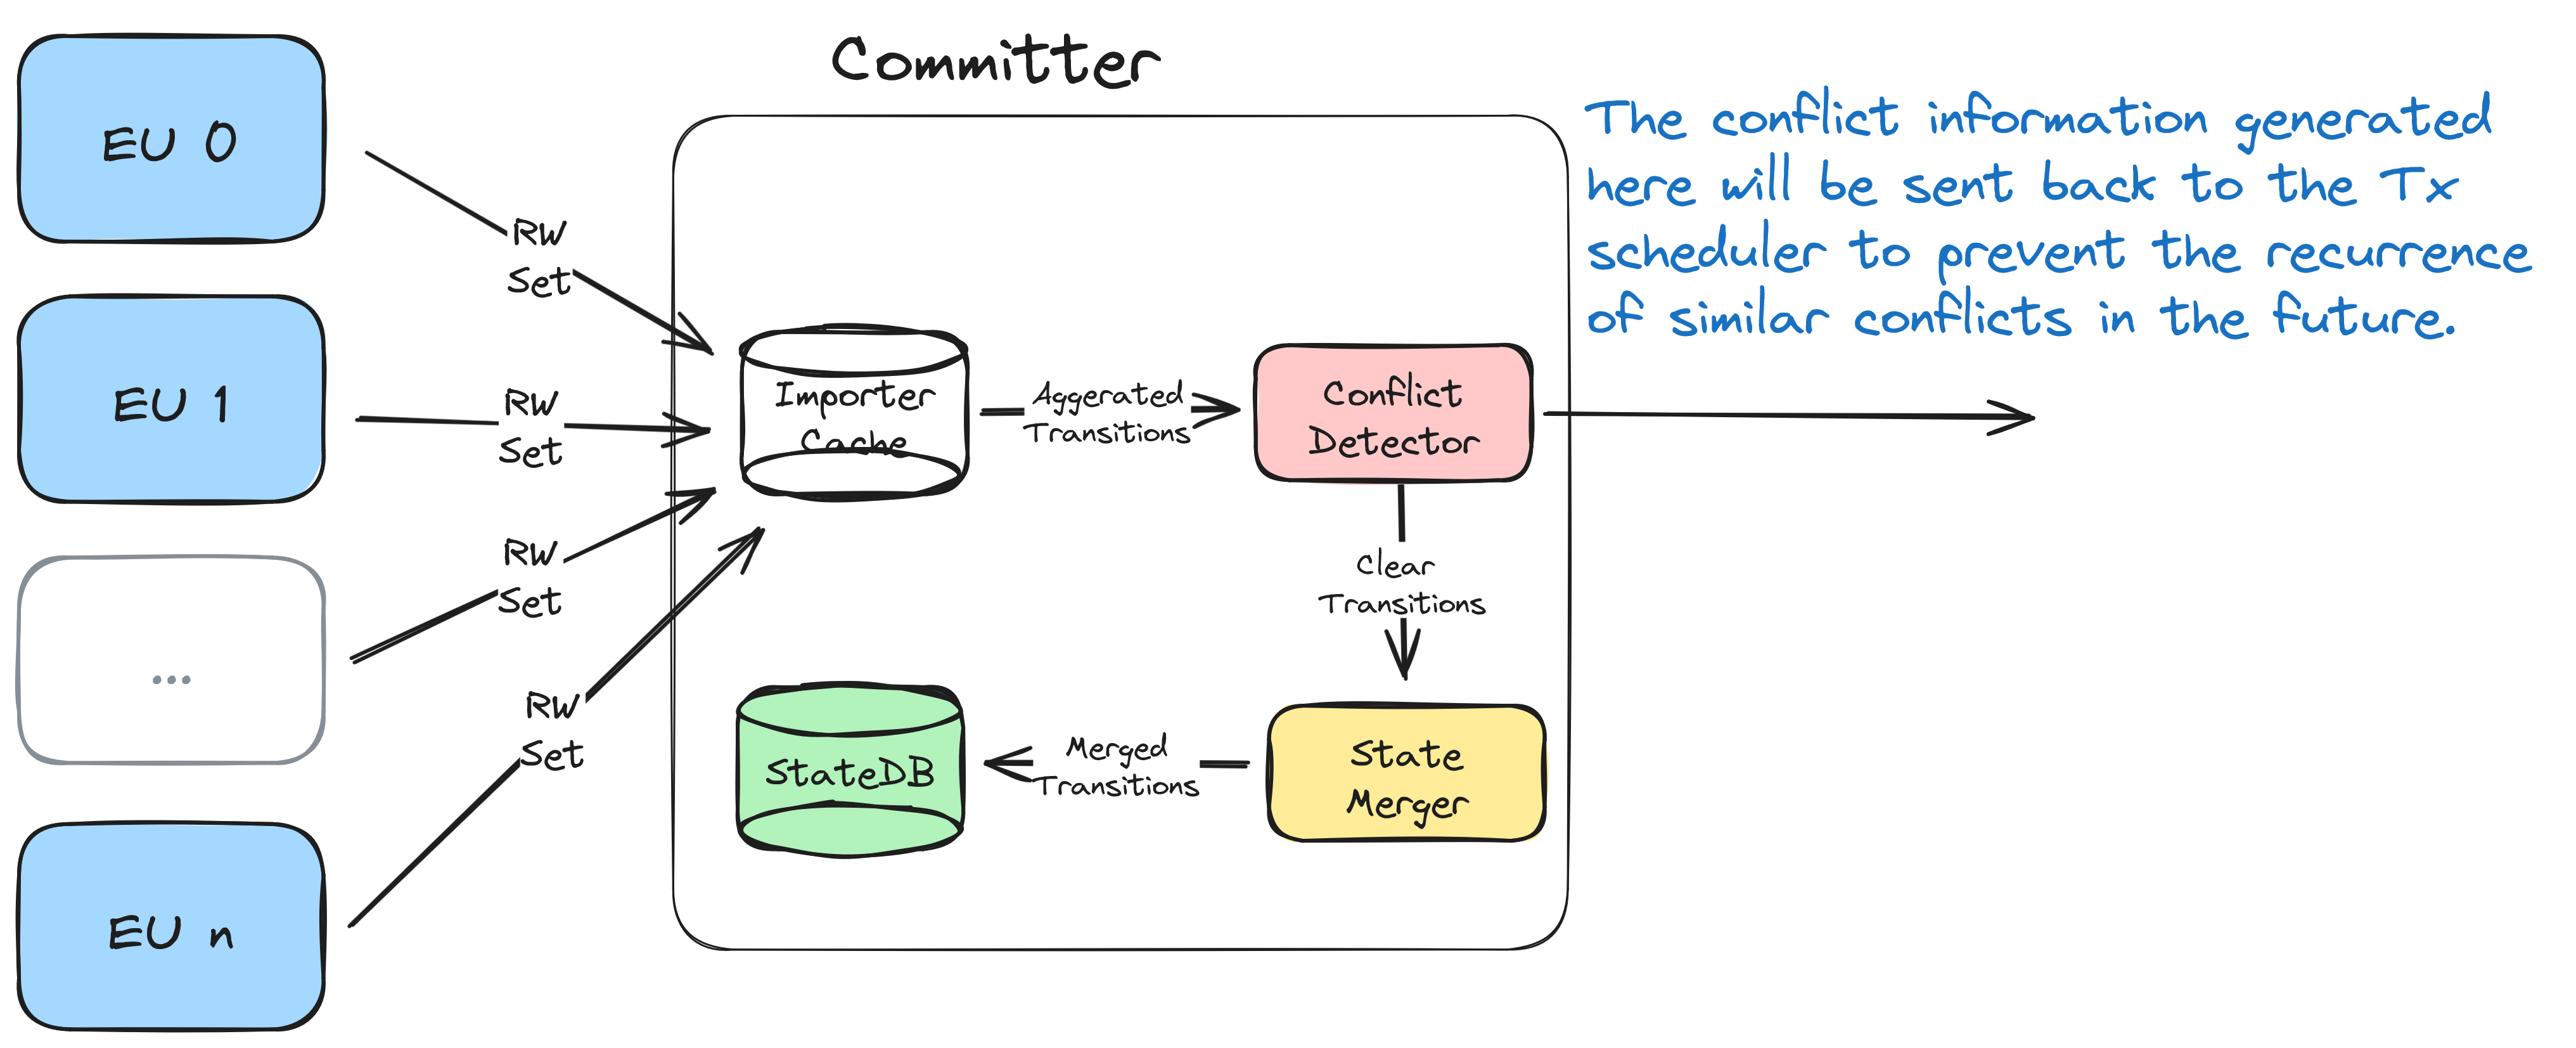 Committer
EU 0
EU 1
...
EU n
RW
Set
RW
Set
RW
Set
RW
Set
Importer
Cache
Aggerated
Transitions
Conflict
Detector
Clear
Transitions
State
Merger
Merged
Transitions
StateDB
The conflict information generated
here will be sent back to the Tx
scheduler to prevent the recurrence
of similar conflicts in the future.